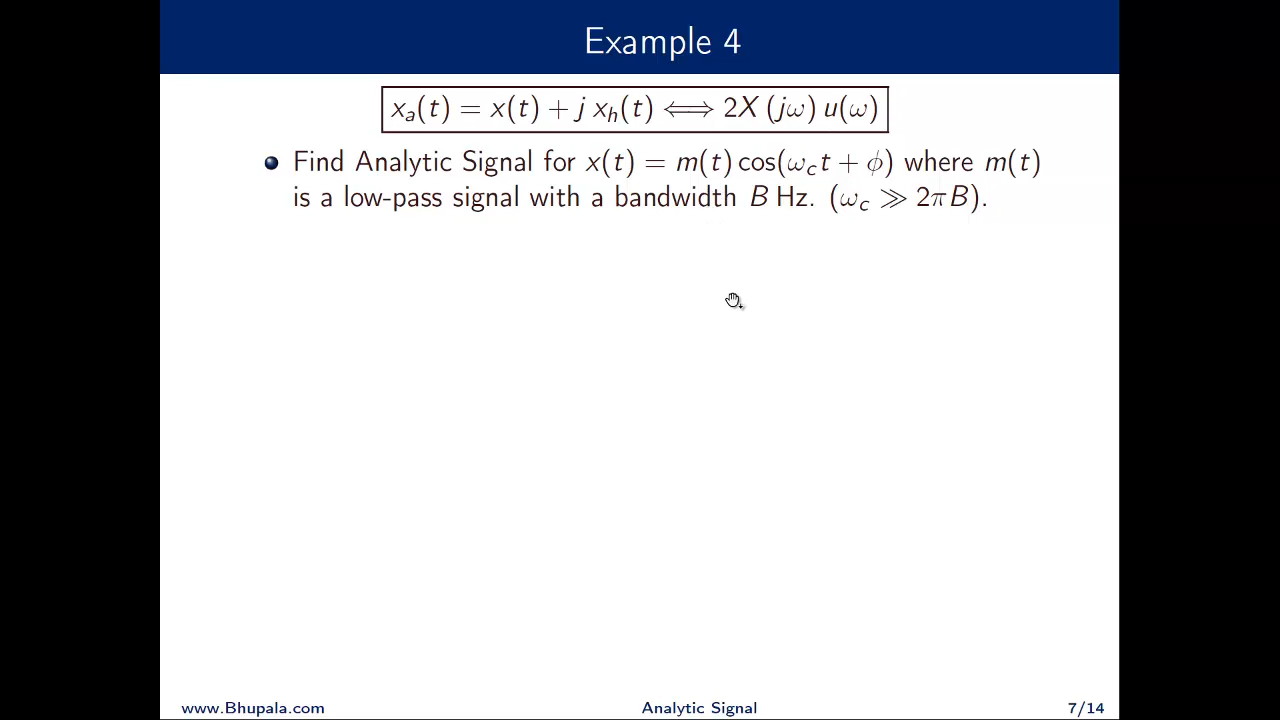 Example 4
xₐ(t) = x(t) + j xₕ(t) ⟺ 2X (jω) u(ω)
Find Analytic Signal for x(t) = m(t) cos(ω_c t + ϕ) where m(t)
is a low-pass signal with a bandwidth B Hz. (ω_c ≫ 2πB).
www.Bhupala.com Analytic Signal 7/14